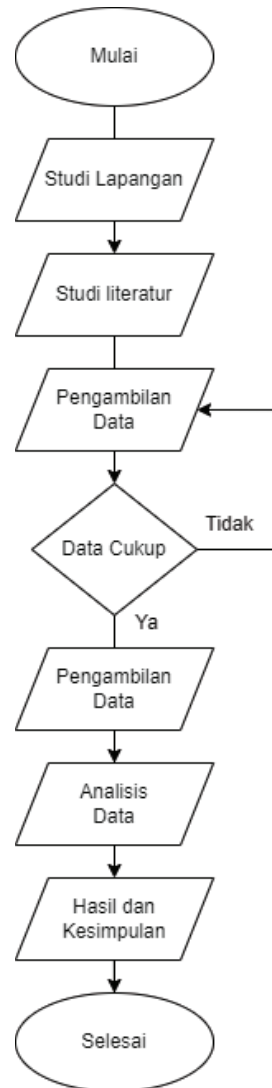 Mulai
Studi Lapangan
Studi literatur
Pengambilan
Data
Data Cukup
Tidak
Ya
Pengambilan
Data
Analisis
Data
Hasil dan
Kesimpulan
Selesai